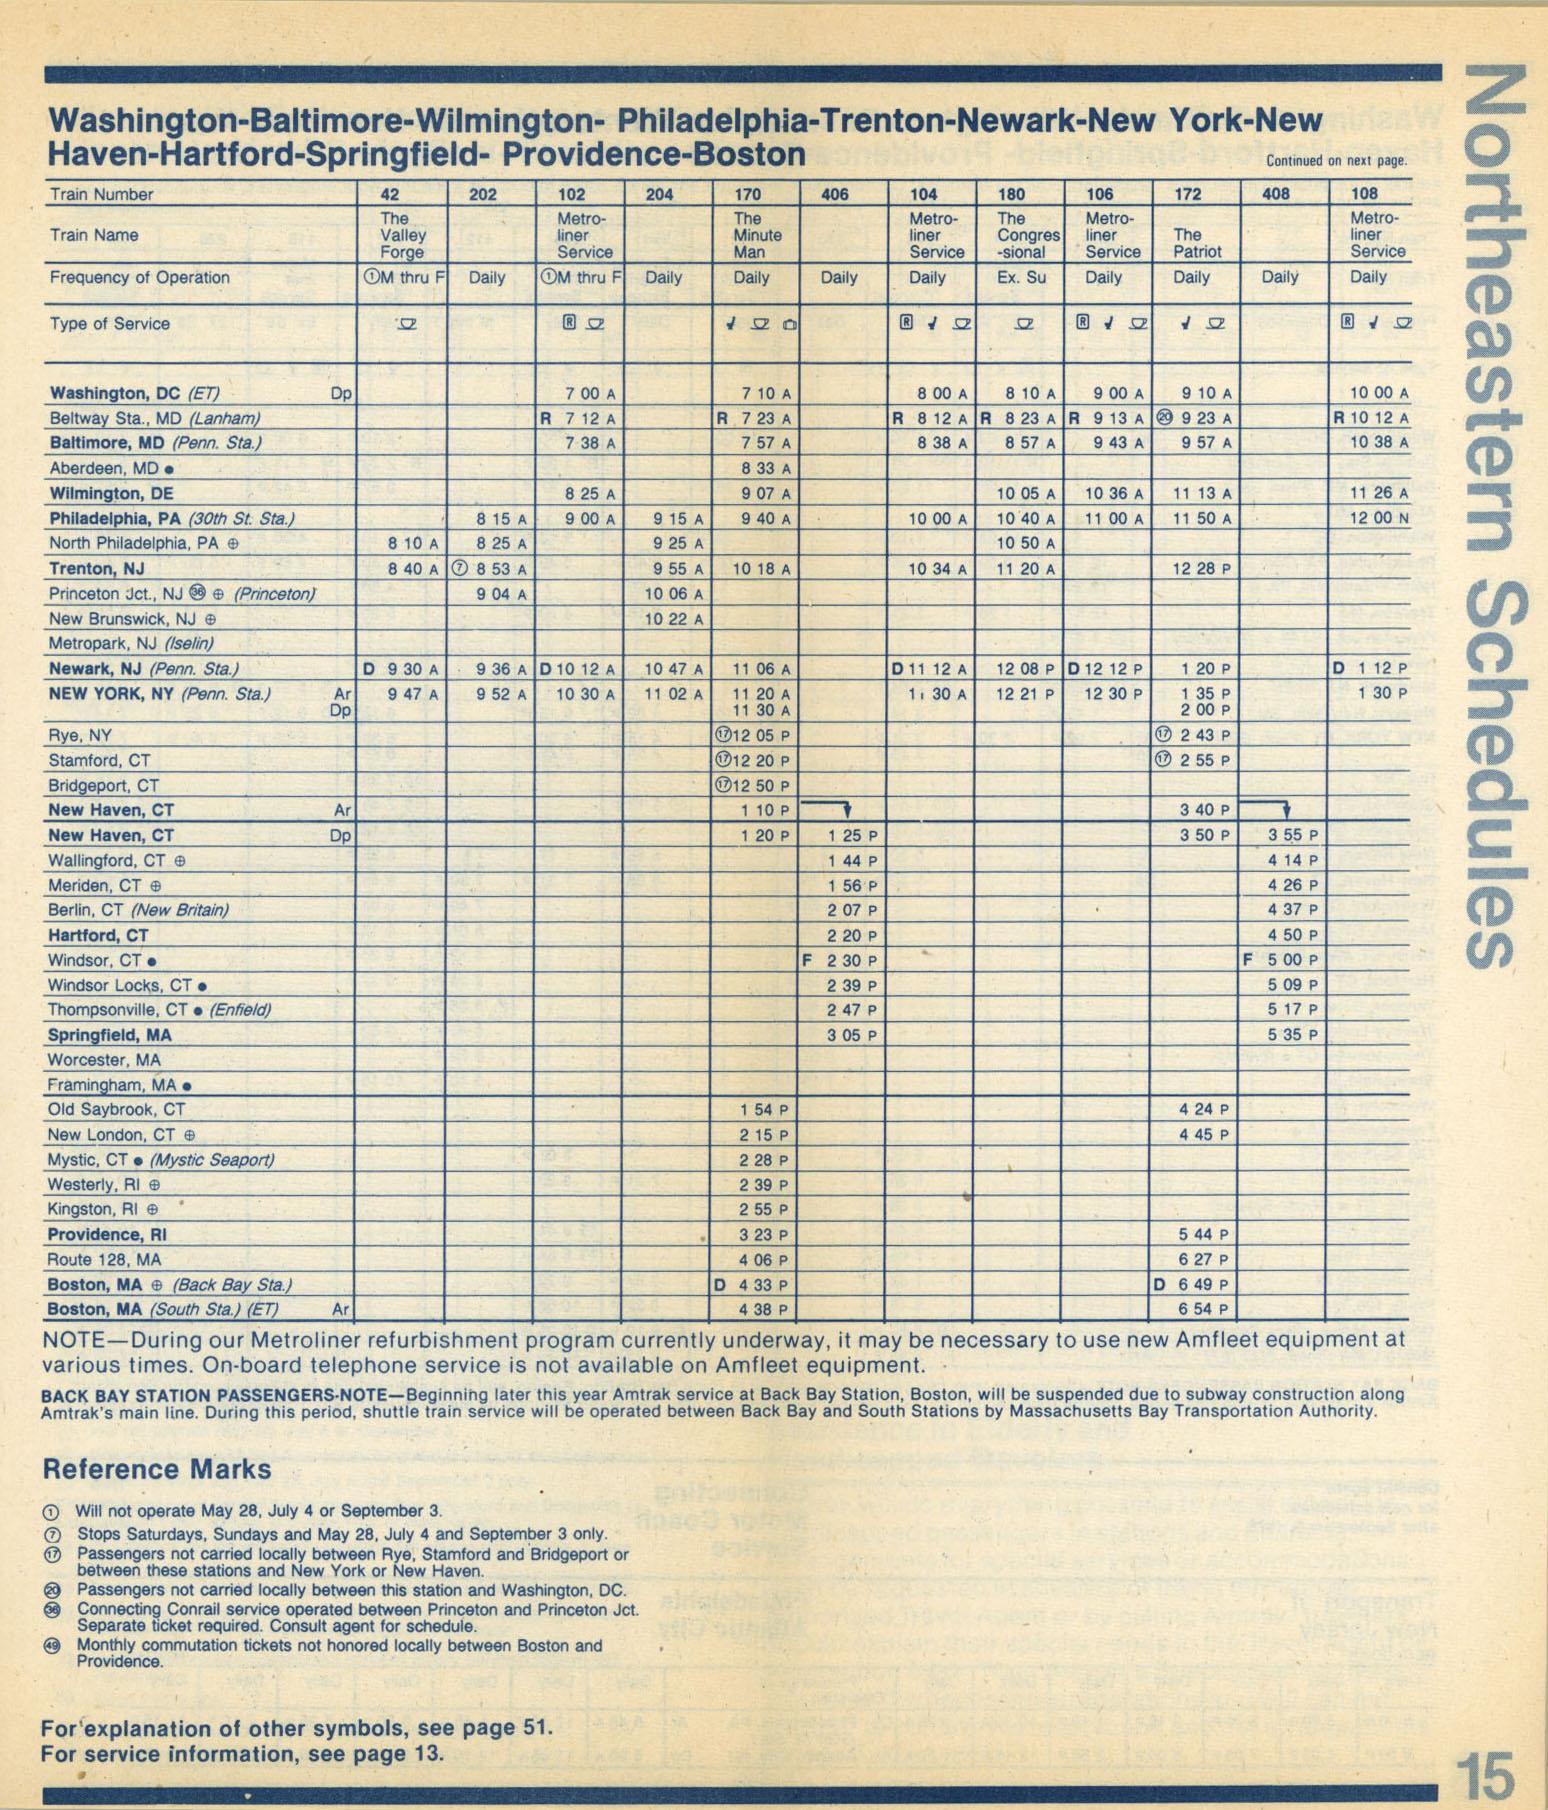 Northeastern Schedules
Washington-Baltimore-Wilmington- Philadelphia-Trenton-Newark-New York-New
Haven-Hartford-Springfield- Providence-Boston
Continued on next page.
Train Number 42 202 102 204 170 406 104 180 106 172 408 108
Train Name The Valley Forge Metro-liner Service The Minute Man Metro-liner Service The Congres-sional Metro-liner Service The Patriot Metro-liner Service
Frequency of Operation ①M thru F Daily ①M thru F Daily Daily Daily Daily Ex. Su Daily Daily Daily Daily
Type of Service R R R R
Washington, DC (ET) Dp 7 00 A 7 10 A 8 00 A 8 10 A 9 00 A 9 10 A 10 00 A
Beltway Sta., MD (Lanham) R 7 12 A R 7 23 A R 8 12 A R 8 23 A R 9 13 A ⑳ 9 23 A R 10 12 A
Baltimore, MD (Penn. Sta.) 7 38 A 7 57 A 8 38 A 8 57 A 9 43 A 9 57 A 10 38 A
Aberdeen, MD ● 8 33 A
Wilmington, DE 8 25 A 9 07 A 10 05 A 10 36 A 11 13 A 11 26 A
Philadelphia, PA (30th St. Sta.) 8 15 A 9 00 A 9 15 A 9 40 A 10 00 A 10 40 A 11 00 A 11 50 A 12 00 N
North Philadelphia, PA ⊕ 8 10 A 8 25 A 9 25 A 10 50 A
Trenton, NJ 8 40 A ⑦ 8 53 A 9 55 A 10 18 A 10 34 A 11 20 A 12 28 P
Princeton Jct., NJ ㊱ ⊕ (Princeton) 9 04 A 10 06 A
New Brunswick, NJ ⊕ 10 22 A
Metropark, NJ (Iselin)
Newark, NJ (Penn. Sta.) D 9 30 A 9 36 A D 10 12 A 10 47 A 11 06 A D 11 12 A 12 08 P D 12 12 P 1 20 P D 1 12 P
NEW YORK, NY (Penn. Sta.) Ar 9 47 A 9 52 A 10 30 A 11 02 A 11 20 A 11 30 A 12 21 P 12 30 P 1 35 P 1 30 P
Dp 11 30 A 2 00 P
Rye, NY ⑰12 05 P ⑰ 2 43 P
Stamford, CT ⑰12 20 P ⑰ 2 55 P
Bridgeport, CT ⑰12 50 P
New Haven, CT Ar 1 10 P 3 40 P
New Haven, CT Dp 1 20 P 1 25 P 3 50 P 3 55 P
Wallingford, CT ⊕ 1 44 P 4 14 P
Meriden, CT ⊕ 1 56 P 4 26 P
Berlin, CT (New Britain) 2 07 P 4 37 P
Hartford, CT 2 20 P 4 50 P
Windsor, CT ● F 2 30 P F 5 00 P
Windsor Locks, CT ● 2 39 P 5 09 P
Thompsonville, CT ● (Enfield) 2 47 P 5 17 P
Springfield, MA 3 05 P 5 35 P
Worcester, MA
Framingham, MA ●
Old Saybrook, CT 1 54 P 4 24 P
New London, CT ⊕ 2 15 P 4 45 P
Mystic, CT ● (Mystic Seaport) 2 28 P
Westerly, RI ⊕ 2 39 P
Kingston, RI ⊕ 2 55 P
Providence, RI 3 23 P 5 44 P
Route 128, MA 4 06 P 6 27 P
Boston, MA ⊕ (Back Bay Sta.) D 4 33 P D 6 49 P
Boston, MA (South Sta.) (ET) Ar 4 38 P 6 54 P
NOTE—During our Metroliner refurbishment program currently underway, it may be necessary to use new Amfleet equipment at
various times. On-board telephone service is not available on Amfleet equipment.
BACK BAY STATION PASSENGERS-NOTE—Beginning later this year Amtrak service at Back Bay Station, Boston, will be suspended due to subway construction along
Amtrak's main line. During this period, shuttle train service will be operated between Back Bay and South Stations by Massachusetts Bay Transportation Authority.
Reference Marks
① Will not operate May 28, July 4 or September 3.
⑦ Stops Saturdays, Sundays and May 28, July 4 and September 3 only.
⑰ Passengers not carried locally between Rye, Stamford and Bridgeport or
between these stations and New York or New Haven.
⑳ Passengers not carried locally between this station and Washington, DC.
㊱ Connecting Conrail service operated between Princeton and Princeton Jct.
Separate ticket required. Consult agent for schedule.
㊾ Monthly commutation tickets not honored locally between Boston and
Providence.
For explanation of other symbols, see page 51.
For service information, see page 13.
15